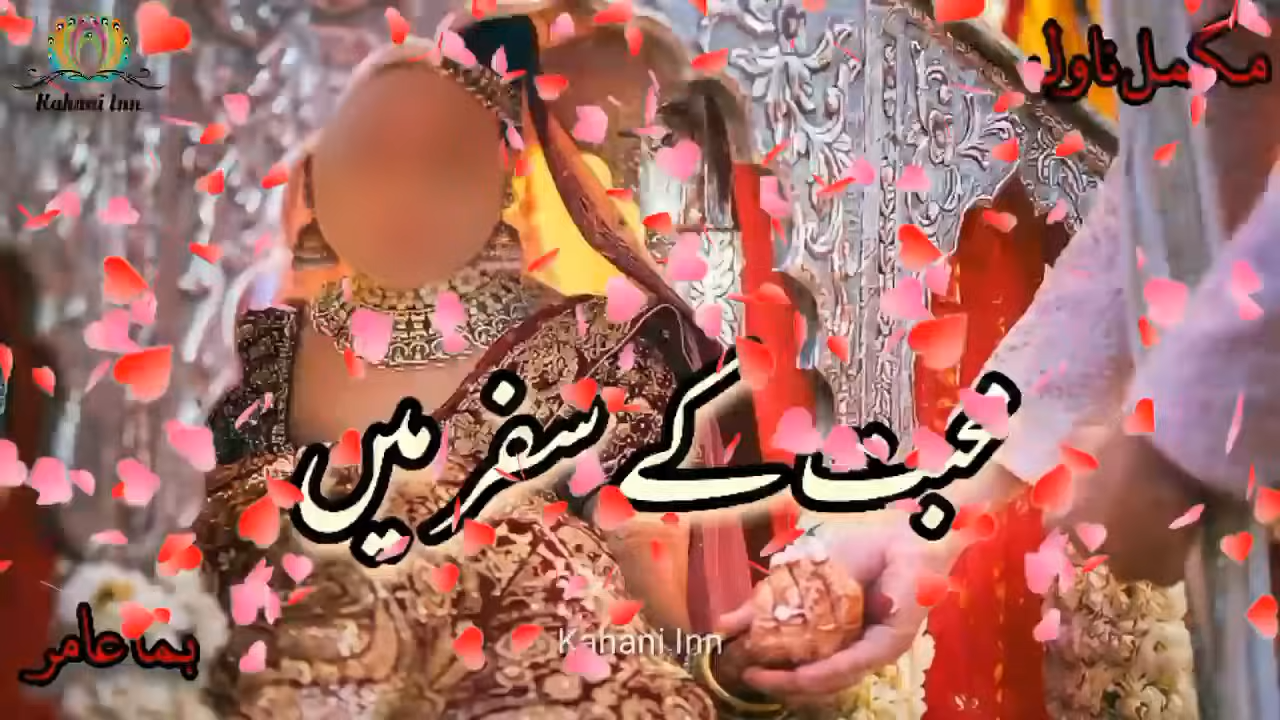 Kahani Inn
مکمل ناول
محبت کے سفر میں
ہما عامر
Kahani Inn